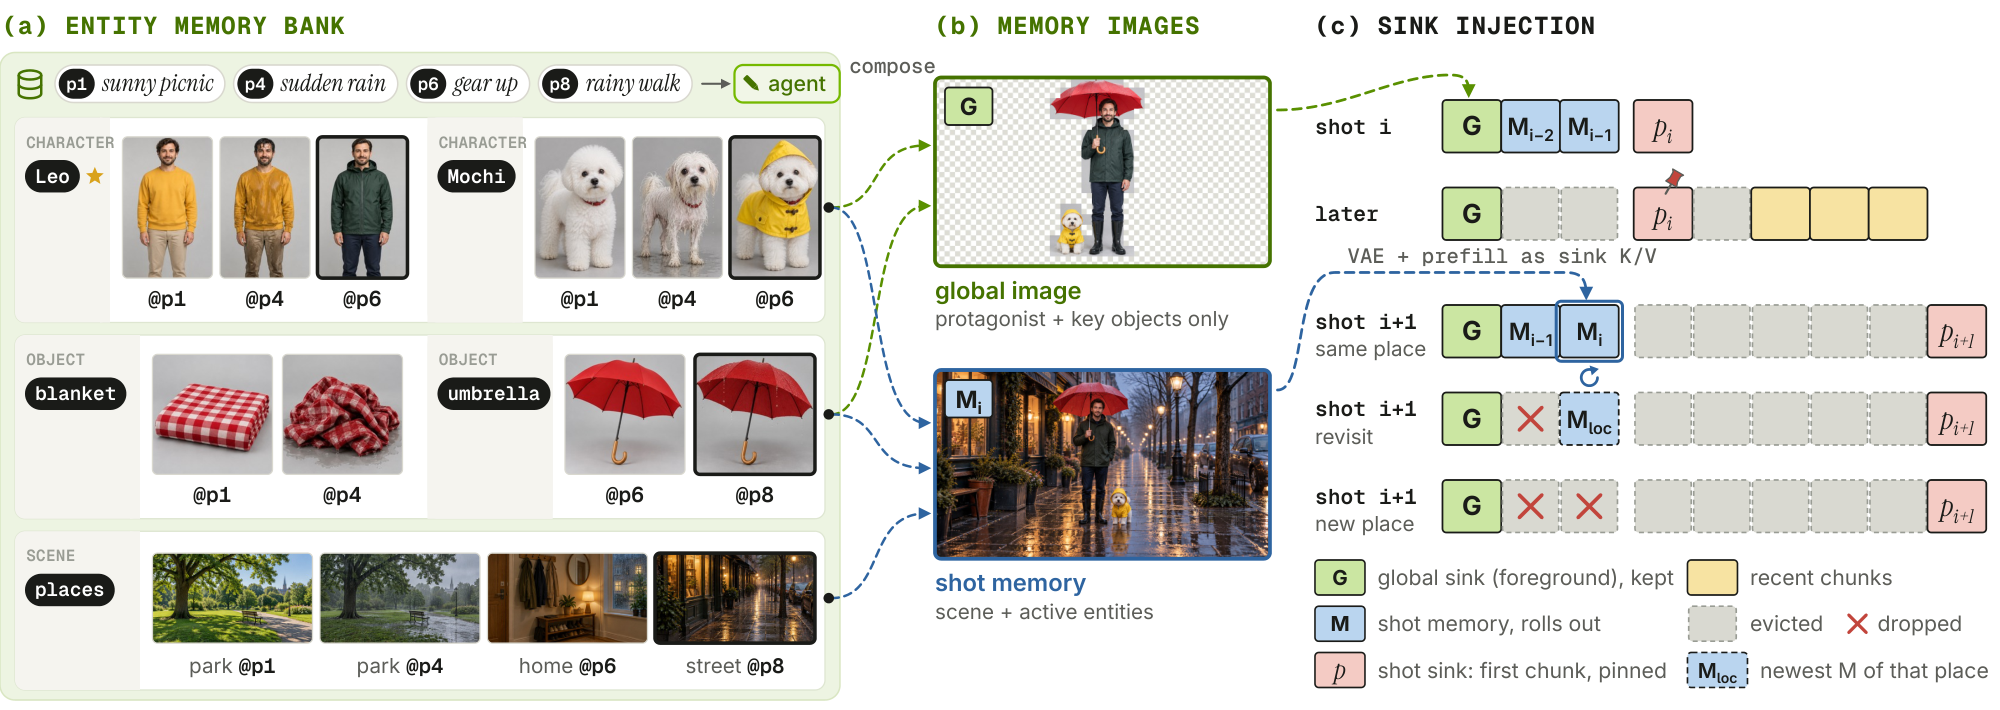 (a) ENTITY MEMORY BANK
p1 sunny picnic p4 sudden rain p6 gear up p8 rainy walk agent
CHARACTER
Leo
@p1 @p4 @p6
CHARACTER
Mochi
@p1 @p4 @p6
OBJECT
blanket
@p1 @p4
OBJECT
umbrella
@p6 @p8
SCENE
places
park @p1 park @p4 home @p6 street @p8
compose
(b) MEMORY IMAGES
G
global image
protagonist + key objects only
Mi
shot memory
scene + active entities
(c) SINK INJECTION
shot i G Mi−2 Mi−1 pi
later G pi
VAE + prefill as sink K/V
shot i+1
same place
G Mi−1 Mi pi+1
shot i+1
revisit
G Mloc pi+1
shot i+1
new place
G pi+1
G global sink (foreground), kept
recent chunks
M shot memory, rolls out
evicted dropped
p shot sink: first chunk, pinned
Mloc newest M of that place